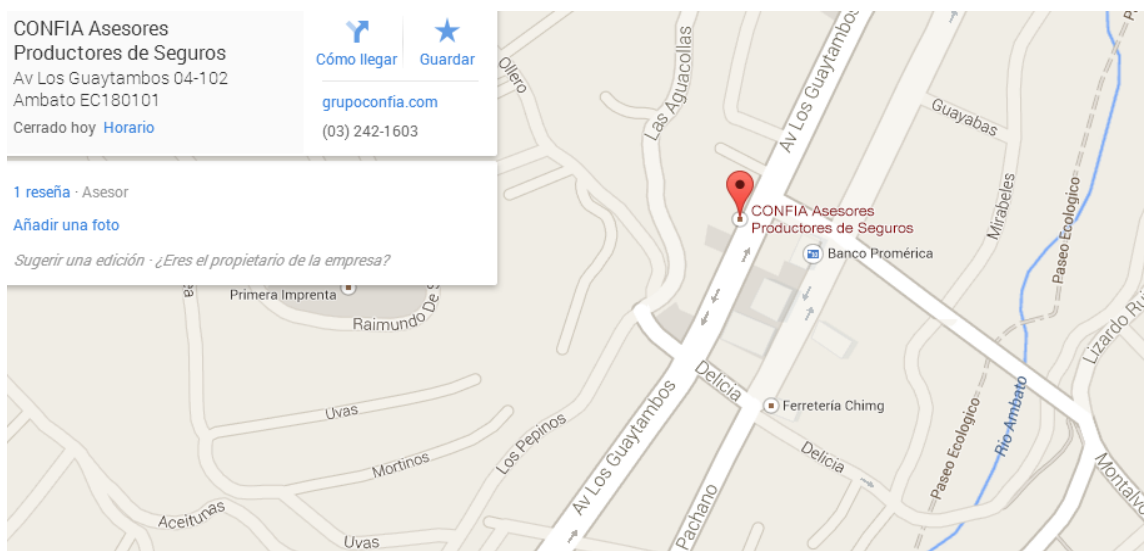 CONFIA Asesores
Productores de Seguros
Av Los Guaytambos 04-102
Ambato EC180101
Cerrado hoy Horario
Cómo llegar
Guardar
grupoconfia.com
(03) 242-1603
1 reseña · Asesor
Añadir una foto
Sugerir una edición · ¿Eres el propietario de la empresa?
Ollero
Las Aguacollas
Av Los Guaytambos
Guayabas
Mirabeles
Paseo Ecologico
CONFIA Asesores
Productores de Seguros
Banco Promérica
Primera Imprenta
Raimundo De S
Lizardo Rui
Delicia
Ferretería Chimg
Uvas
Los Pepinos
Av Los Guaytambos
Rio Ambato
Paseo Ecologico
Mortinos
Delicia
Montalvo
Pachano
Aceitunas
Uvas